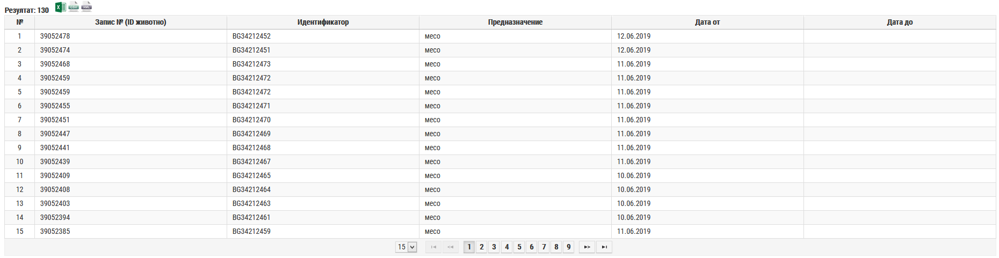 Резултат: 130 CSV XML
№ Запис № (ID животно) Идентификатор Предназначение Дата от Дата до
1 39052478 BG34212452 месо 12.06.2019
2 39052474 BG34212451 месо 12.06.2019
3 39052468 BG34212473 месо 11.06.2019
4 39052459 BG34212472 месо 11.06.2019
5 39052459 BG34212472 месо 11.06.2019
6 39052455 BG34212471 месо 11.06.2019
7 39052451 BG34212470 месо 11.06.2019
8 39052447 BG34212469 месо 11.06.2019
9 39052441 BG34212468 месо 11.06.2019
10 39052439 BG34212467 месо 11.06.2019
11 39052409 BG34212465 месо 10.06.2019
12 39052408 BG34212464 месо 10.06.2019
13 39052403 BG34212463 месо 10.06.2019
14 39052394 BG34212461 месо 10.06.2019
15 39052385 BG34212459 месо 11.06.2019
15 1 2 3 4 5 6 7 8 9